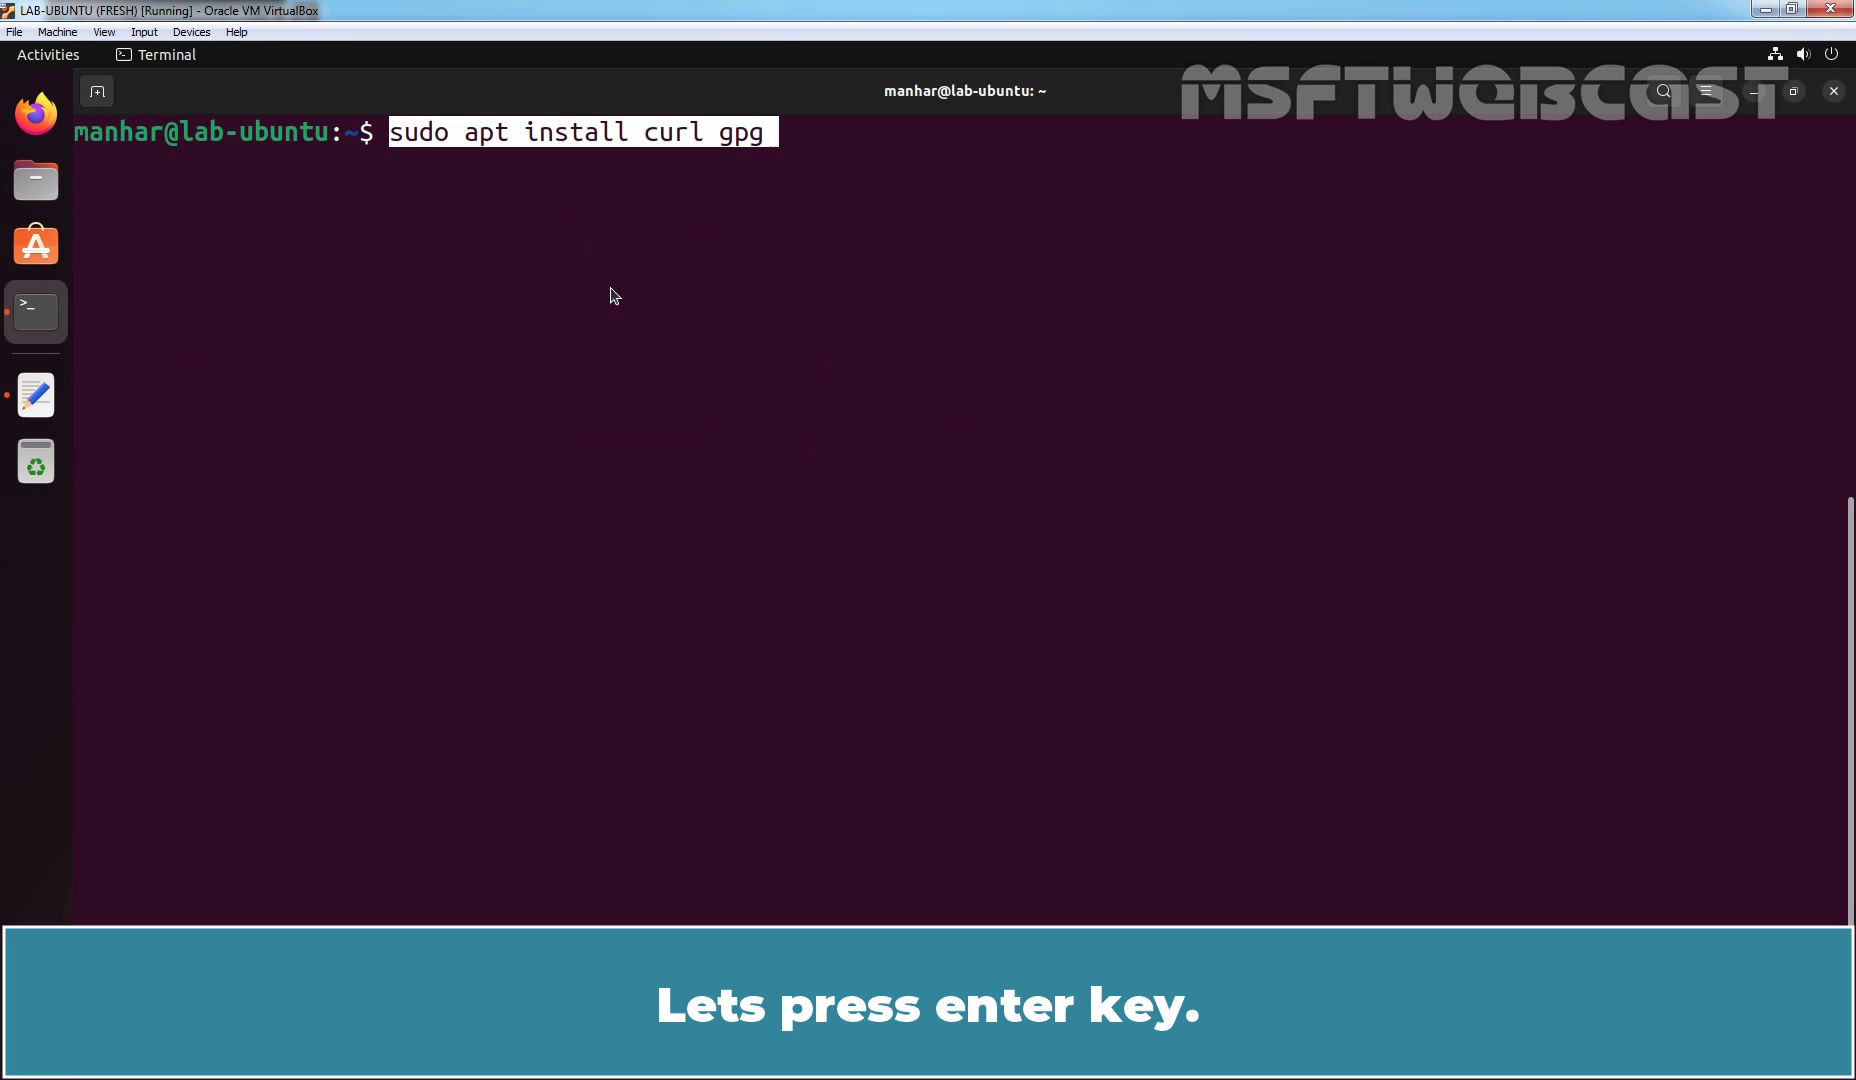 LAB-UBUNTU (FRESH) [Running] - Oracle VM VirtualBox
File Machine View Input Devices Help
Activities Terminal
manhar@lab-ubuntu: ~
MSFTWEBCAST
manhar@lab-ubuntu:~$ sudo apt install curl gpg
Lets press enter key.